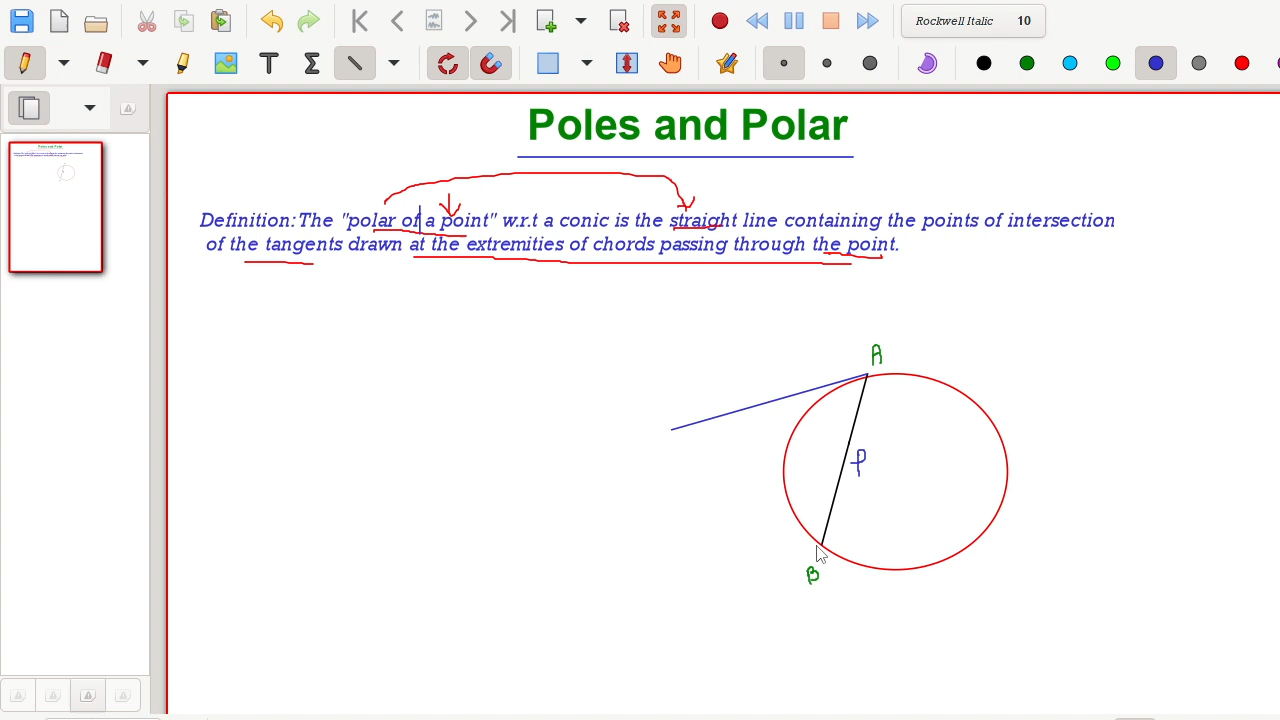 Rockwell Italic 10
Poles and Polar
Definition:The "polar of a point" w.r.t a conic is the straight line containing the points of intersection
of the tangents drawn at the extremities of chords passing through the point.
A
P
B